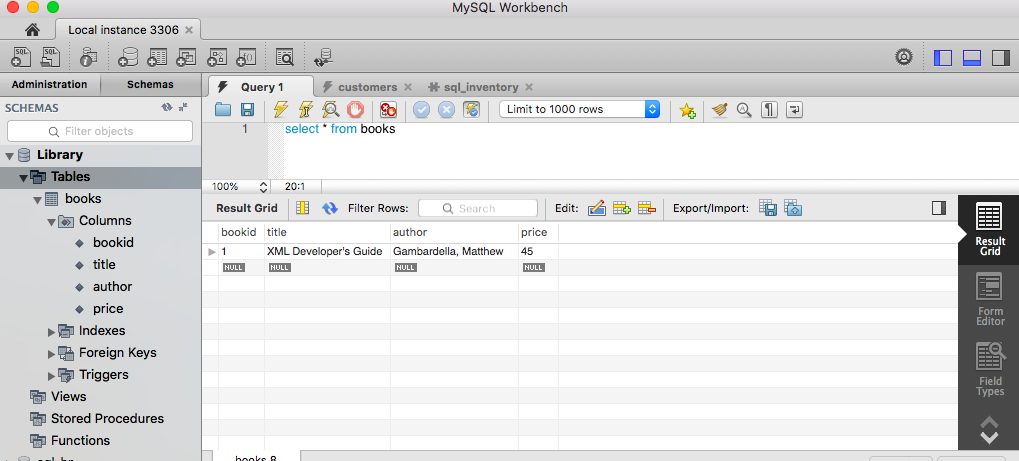 MySQL Workbench
Local instance 3306
Administration Schemas
Query 1 customers sql_inventory
SCHEMAS
Filter objects
Limit to 1000 rows
1 select * from books
Library
Tables
books
Columns
bookid
title
author
price
Indexes
Foreign Keys
Triggers
Views
Stored Procedures
Functions
100% 20:1
Result Grid Filter Rows: Search Edit: Export/Import:
bookid title author price
1 XML Developer's Guide Gambardella, Matthew 45
NULL NULL NULL NULL
Result
Grid
Form
Editor
Field
Types
books 8